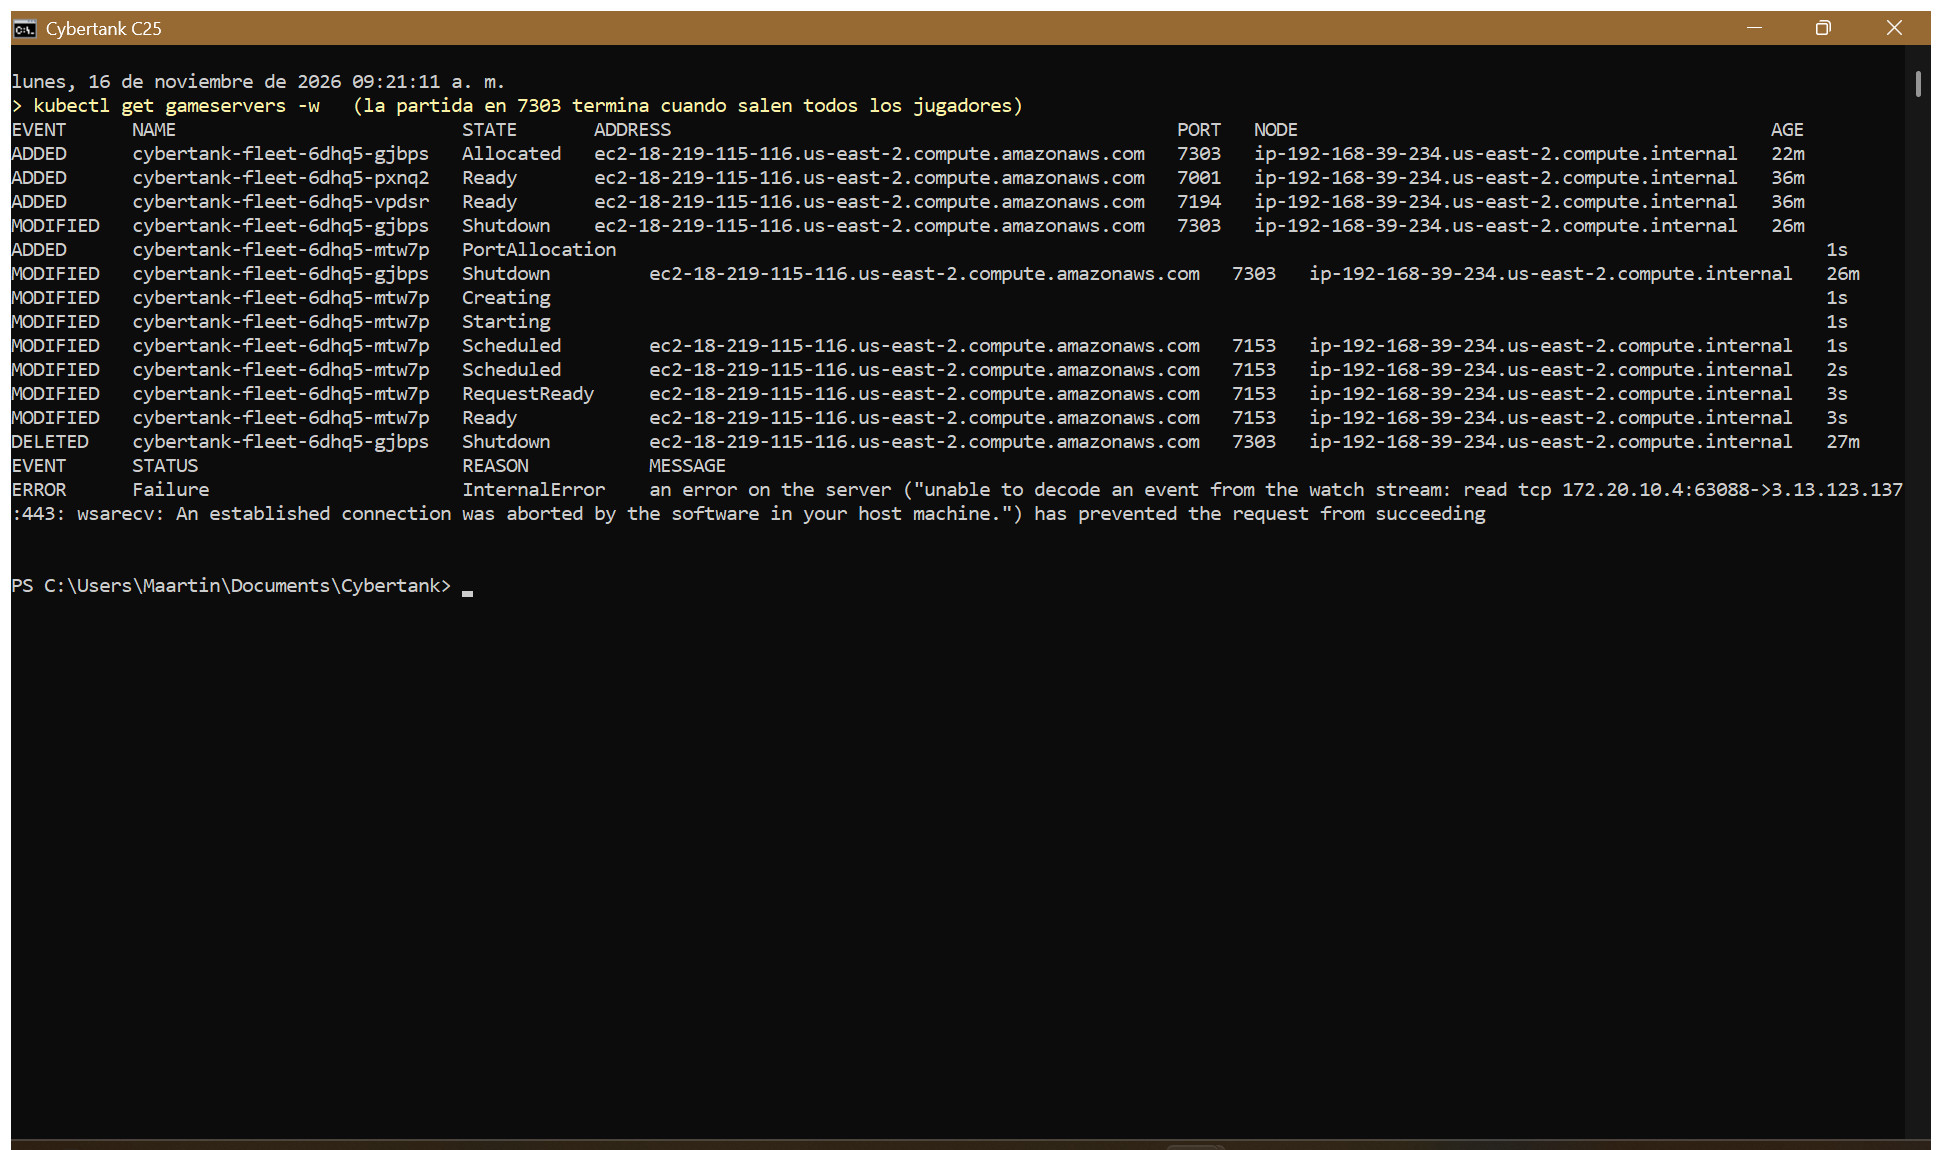 Cybertank C25
lunes, 16 de noviembre de 2026 09:21:11 a. m.
> kubectl get gameservers -w   (la partida en 7303 termina cuando salen todos los jugadores)
EVENT      NAME                          STATE       ADDRESS                                              PORT   NODE                                           AGE
ADDED      cybertank-fleet-6dhq5-gjbps   Allocated   ec2-18-219-115-116.us-east-2.compute.amazonaws.com   7303   ip-192-168-39-234.us-east-2.compute.internal   22m
ADDED      cybertank-fleet-6dhq5-pxnq2   Ready       ec2-18-219-115-116.us-east-2.compute.amazonaws.com   7001   ip-192-168-39-234.us-east-2.compute.internal   36m
ADDED      cybertank-fleet-6dhq5-vpdsr   Ready       ec2-18-219-115-116.us-east-2.compute.amazonaws.com   7194   ip-192-168-39-234.us-east-2.compute.internal   36m
MODIFIED   cybertank-fleet-6dhq5-gjbps   Shutdown    ec2-18-219-115-116.us-east-2.compute.amazonaws.com   7303   ip-192-168-39-234.us-east-2.compute.internal   26m
ADDED      cybertank-fleet-6dhq5-mtw7p   PortAllocation                                                                                                              1s
MODIFIED   cybertank-fleet-6dhq5-gjbps   Shutdown         ec2-18-219-115-116.us-east-2.compute.amazonaws.com   7303   ip-192-168-39-234.us-east-2.compute.internal   26m
MODIFIED   cybertank-fleet-6dhq5-mtw7p   Creating                                                                                                                    1s
MODIFIED   cybertank-fleet-6dhq5-mtw7p   Starting                                                                                                                    1s
MODIFIED   cybertank-fleet-6dhq5-mtw7p   Scheduled        ec2-18-219-115-116.us-east-2.compute.amazonaws.com   7153   ip-192-168-39-234.us-east-2.compute.internal   1s
MODIFIED   cybertank-fleet-6dhq5-mtw7p   Scheduled        ec2-18-219-115-116.us-east-2.compute.amazonaws.com   7153   ip-192-168-39-234.us-east-2.compute.internal   2s
MODIFIED   cybertank-fleet-6dhq5-mtw7p   RequestReady     ec2-18-219-115-116.us-east-2.compute.amazonaws.com   7153   ip-192-168-39-234.us-east-2.compute.internal   3s
MODIFIED   cybertank-fleet-6dhq5-mtw7p   Ready            ec2-18-219-115-116.us-east-2.compute.amazonaws.com   7153   ip-192-168-39-234.us-east-2.compute.internal   3s
DELETED    cybertank-fleet-6dhq5-gjbps   Shutdown         ec2-18-219-115-116.us-east-2.compute.amazonaws.com   7303   ip-192-168-39-234.us-east-2.compute.internal   27m
EVENT      STATUS                        REASON           MESSAGE
ERROR      Failure                       InternalError    an error on the server ("unable to decode an event from the watch stream: read tcp 172.20.10.4:63088->3.13.123.137
:443: wsarecv: An established connection was aborted by the software in your host machine.") has prevented the request from succeeding
PS C:\Users\Maartin\Documents\Cybertank>